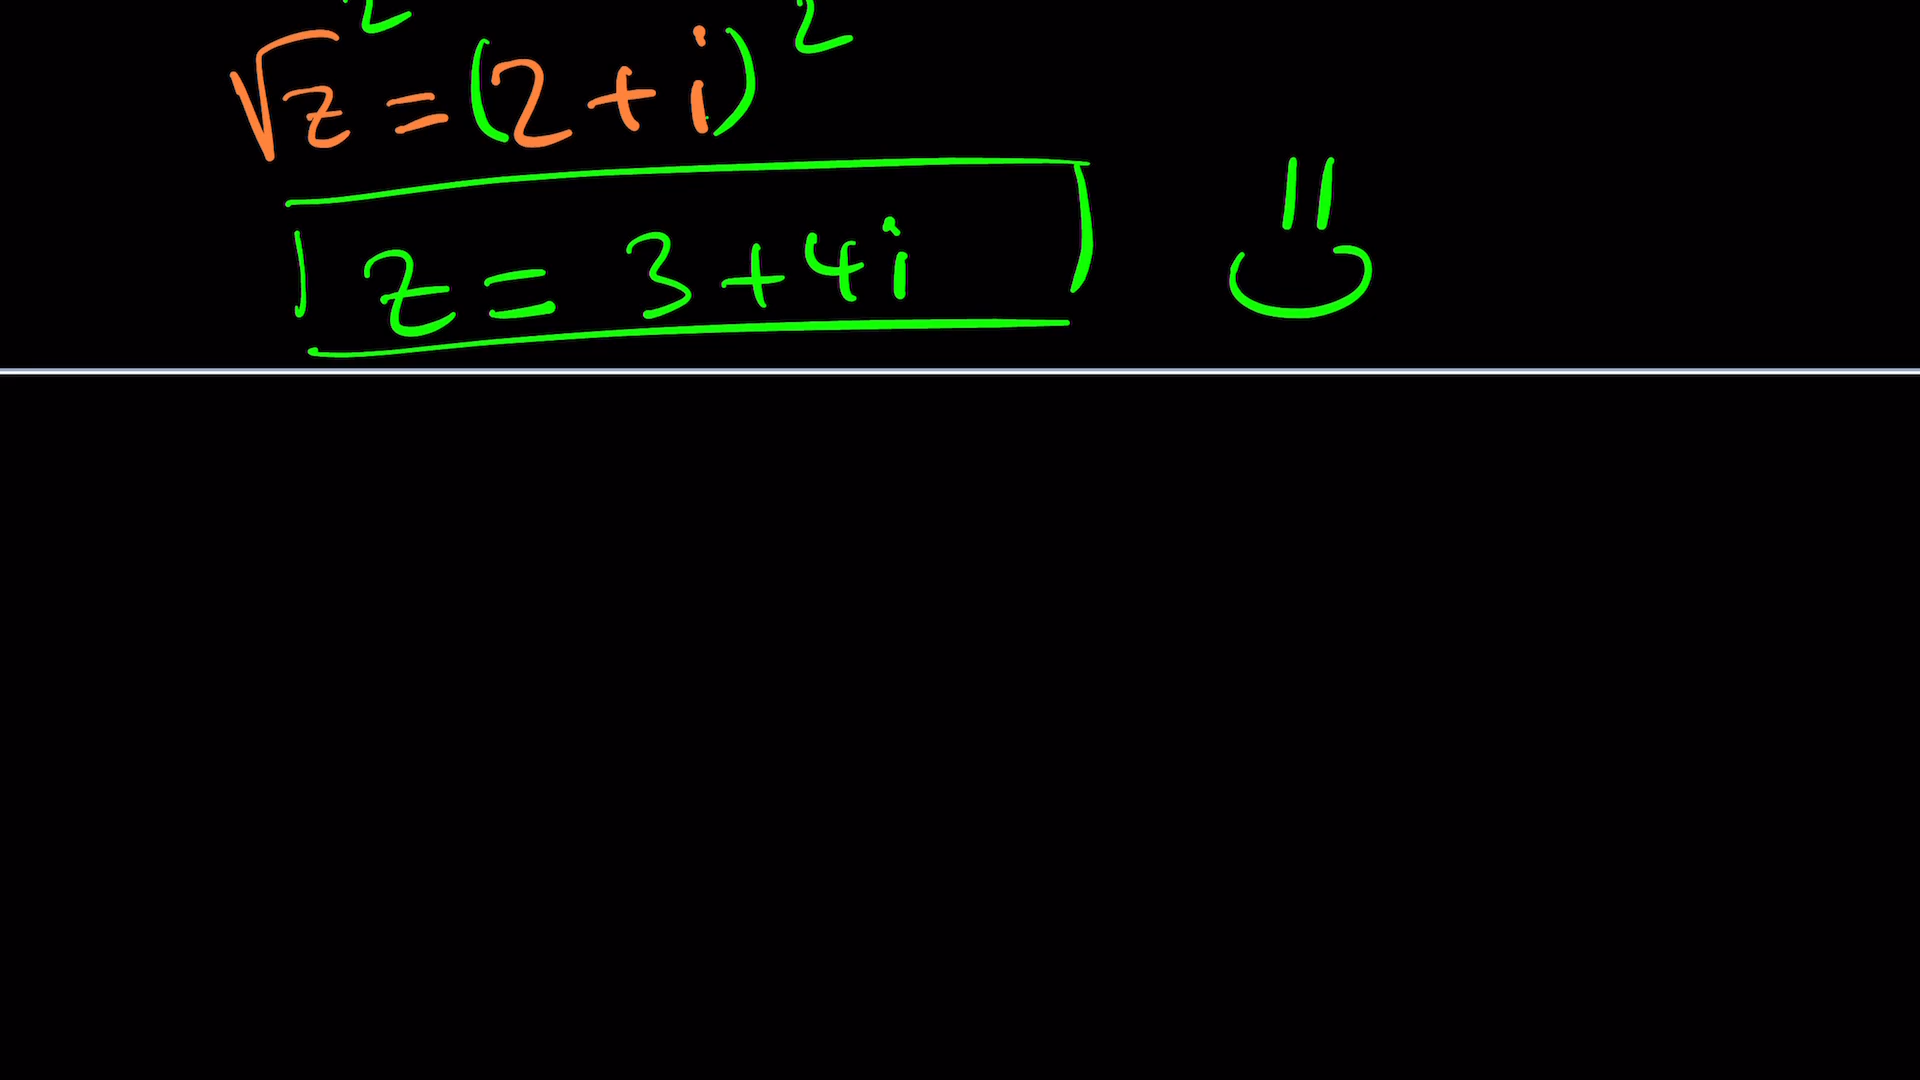 √z² = (2 + i)²
z = 3 + 4i